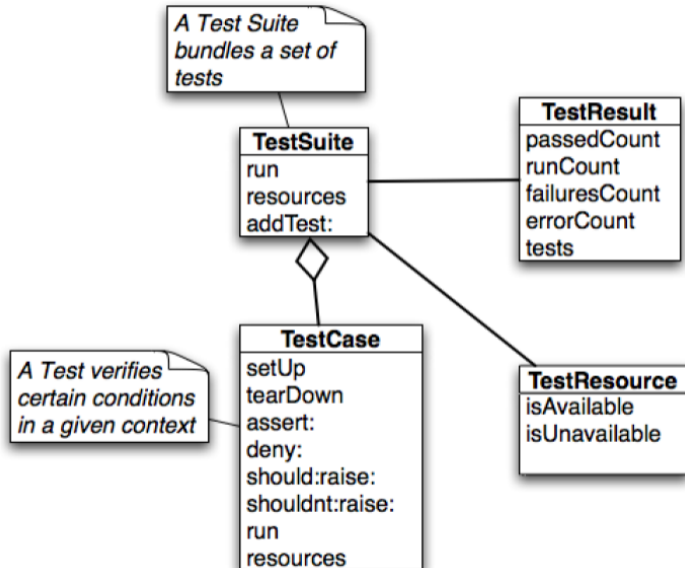 A Test Suite
bundles a set of
tests
TestSuite
run
resources
addTest:
TestResult
passedCount
runCount
failuresCount
errorCount
tests
A Test verifies
certain conditions
in a given context
TestCase
setUp
tearDown
assert:
deny:
should:raise:
shouldnt:raise:
run
resources
TestResource
isAvailable
isUnavailable